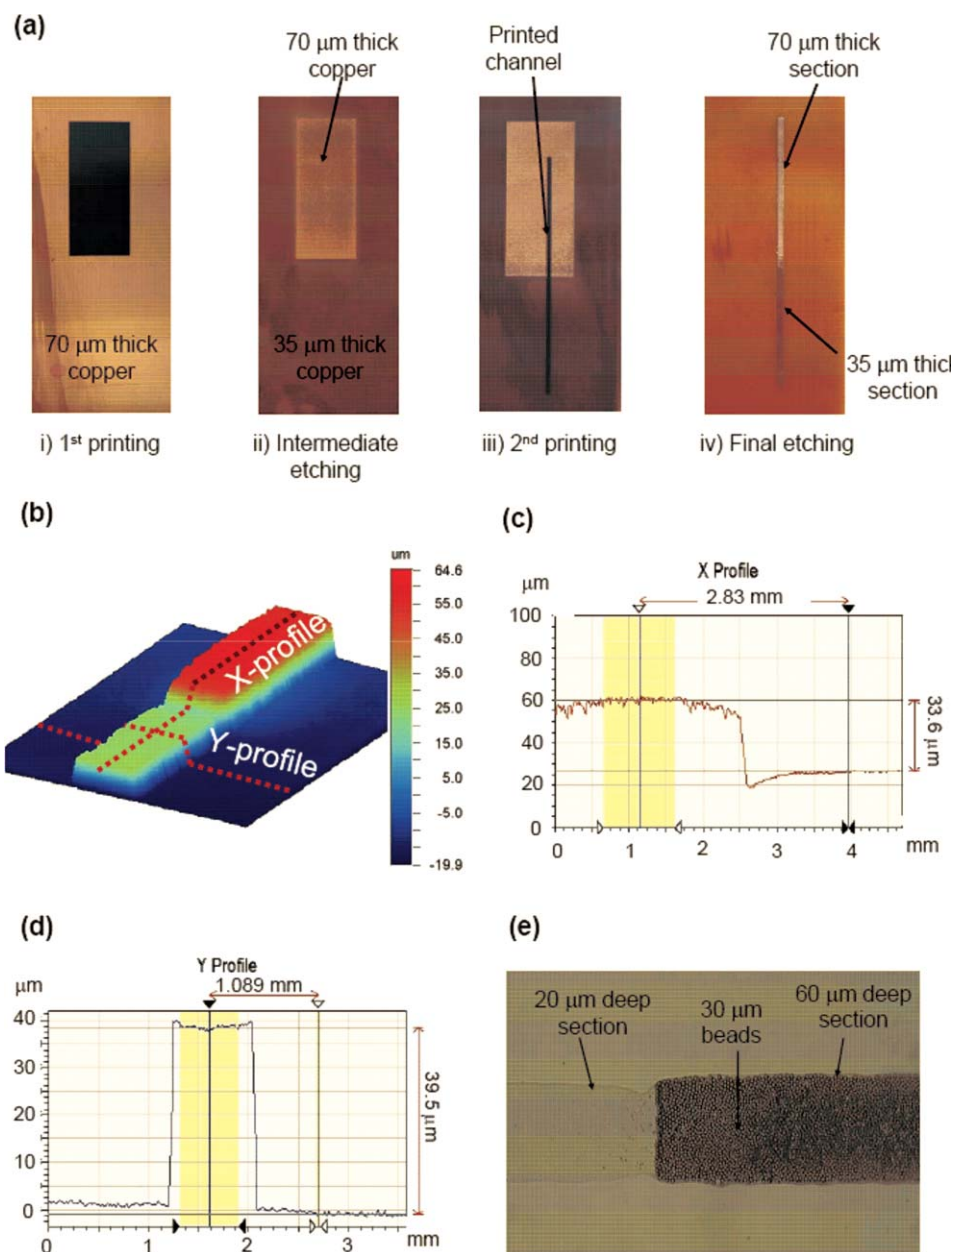 (a)
70 μm thick
copper
Printed
channel
70 μm thick
section
70 μm thick
copper
35 μm thick
copper
35 μm thicl
section
i) 1st printing
ii) Intermediate
etching
iii) 2nd printing
iv) Final etching
(b)
um
64.6
55.0
45.0
35.0
25.0
15.0
5.0
-5.0
-19.9
X-profile
Y-profile
(c)
X Profile
μm
2.83 mm
100
80
60
40
20
0
33.6 μm
0 1 2 3 4 mm
(d)
Y Profile
μm
1.089 mm
40
30
20
10
0
39.5 μm
0 1 2 3 mm
(e)
20 μm deep
section
30 μm
beads
60 μm deep
section